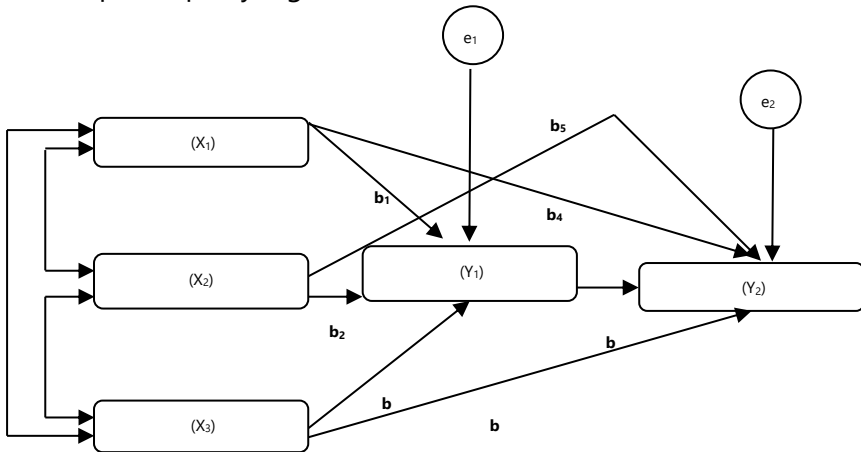 e₁
e₂
(X₁)
b₅
b₁
b₄
(X₂)
(Y₁)
(Y₂)
b₂
b
b
b
(X₃)